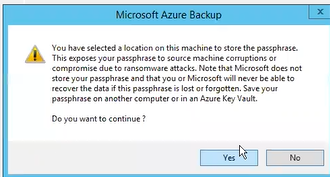 Microsoft Azure Backup
x
You have selected a location on this machine to store the passphrase.
This exposes your passphrase to source machine corruptions or
compromise due to ransomware attacks. Note that Microsoft does not
store your passphrase and that you or Microsoft will never be able to
recover the data if this passphrase is lost or forgotten. Save your
passphrase on another computer or in an Azure Key Vault.
Do you want to continue ?
Yes
No